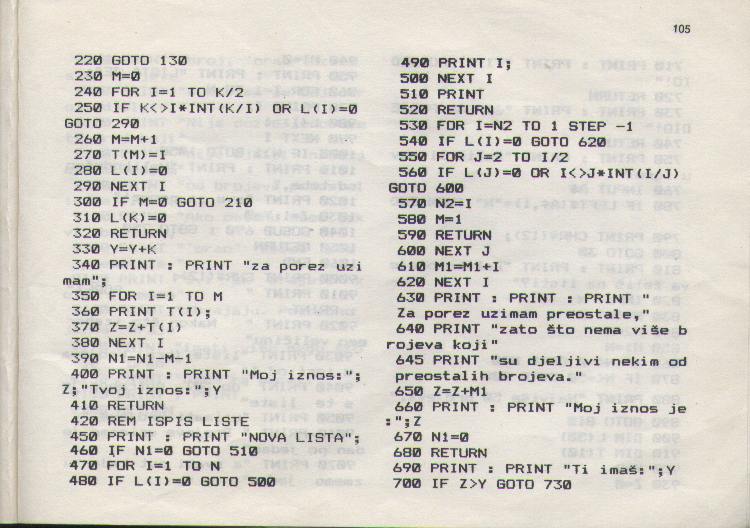 105
220 GOTO 130
230 M=0
240 FOR I=1 TO K/2
250 IF K<>I*INT(K/I) OR L(I)=0
GOTO 290
260 M=M+1
270 T(M)=I
280 L(I)=0
290 NEXT I
300 IF M=0 GOTO 210
310 L(K)=0
320 RETURN
330 Y=Y+K
340 PRINT : PRINT "za porez uzi
mam";
350 FOR I=1 TO M
360 PRINT T(I);
370 Z=Z+T(I)
380 NEXT I
390 N1=N1-M-1
400 PRINT : PRINT "Moj iznos:";
Z;"Tvoj iznos:";Y
410 RETURN
420 REM ISPIS LISTE
450 PRINT : PRINT "NOVA LISTA";
460 IF N1=0 GOTO 510
470 FOR I=1 TO N
480 IF L(I)=0 GOTO 500
490 PRINT I;
500 NEXT I
510 PRINT
520 RETURN
530 FOR I=N2 TO 1 STEP -1
540 IF L(I)=0 GOTO 620
550 FOR J=2 TO I/2
560 IF L(J)=0 OR I<>J*INT(I/J)
GOTO 600
570 N2=I
580 M=1
590 RETURN
600 NEXT J
610 M1=M1+I
620 NEXT I
630 PRINT : PRINT : PRINT "
Za porez uzimam preostale,"
640 PRINT "zato što nema više b
rojeva koji"
645 PRINT "su djeljivi nekim od
preostalih brojeva."
650 Z=Z+M1
660 PRINT : PRINT "Moj iznos je
:";Z
670 N1=0
680 RETURN
690 PRINT : PRINT "Ti imaš:";Y
700 IF Z>Y GOTO 730